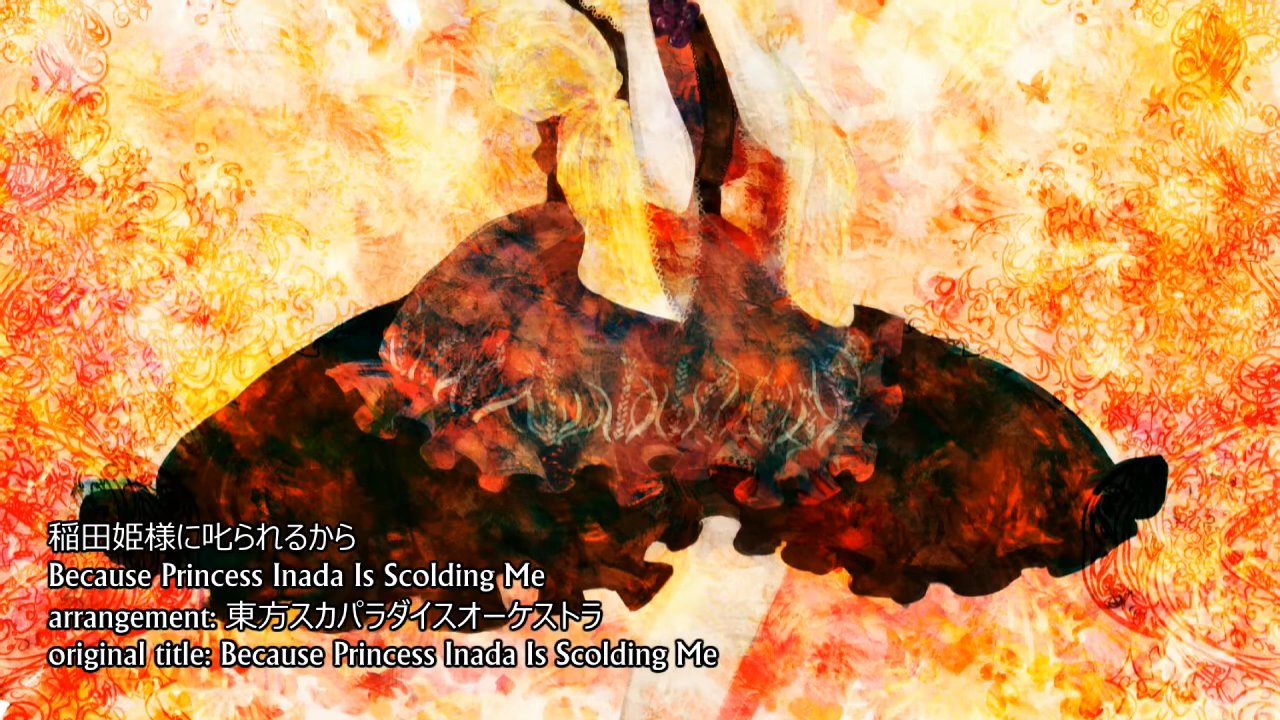 稲田姫様に叱られるから
Because Princess Inada Is Scolding Me
arrangement: 東方スカパラダイスオーケストラ
original title: Because Princess Inada Is Scolding Me